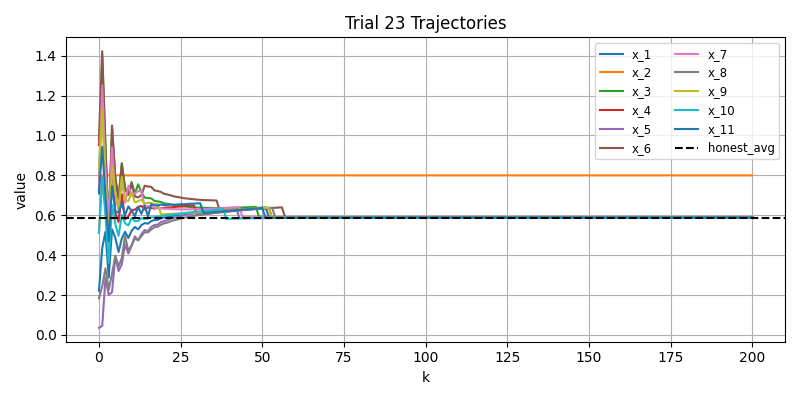 Trial 23 Trajectories
value
1.4
1.2
1.0
0.8
0.6
0.4
0.2
0.0
x_1
x_2
x_3
x_4
x_5
x_6
x_7
x_8
x_9
x_10
x_11
honest_avg
0 25 50 75 100 125 150 175 200
k